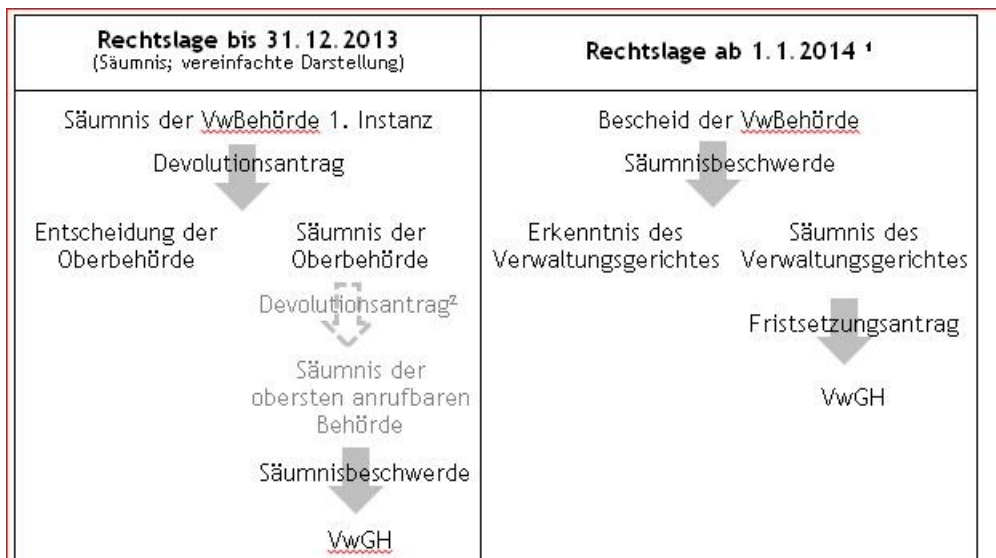 Rechtslage bis 31.12.2013
(Säumnis; vereinfachte Darstellung)
Rechtslage ab 1.1.2014 ¹
Säumnis der VwBehörde 1. Instanz
Devolutionsantrag
Entscheidung der
Oberbehörde
Säumnis der
Oberbehörde
Devolutionsantrag²
Säumnis der
obersten anrufbaren
Behörde
Säumnisbeschwerde
VwGH
Bescheid der VwBehörde
Säumnisbeschwerde
Erkenntnis des
Verwaltungsgerichtes
Säumnis des
Verwaltungsgerichtes
Fristsetzungsantrag
VwGH